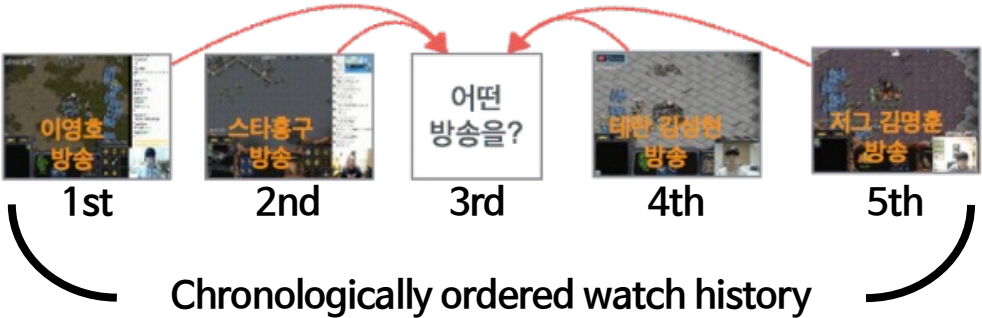 이영호
방송
스타홍구
방송
어떤
방송을?
테란 김상현
방송
저그 김명훈
방송
1st
2nd
3rd
4th
5th
Chronologically ordered watch history